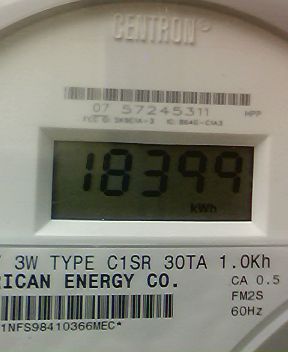 CENTRON®
07 57245311 HPP
18399
kWh
3W TYPE C1SR 30TA 1.0Kh
RICAN ENERGY CO. CA 0.5
FM2S
60Hz
1NFS98410366MEC*